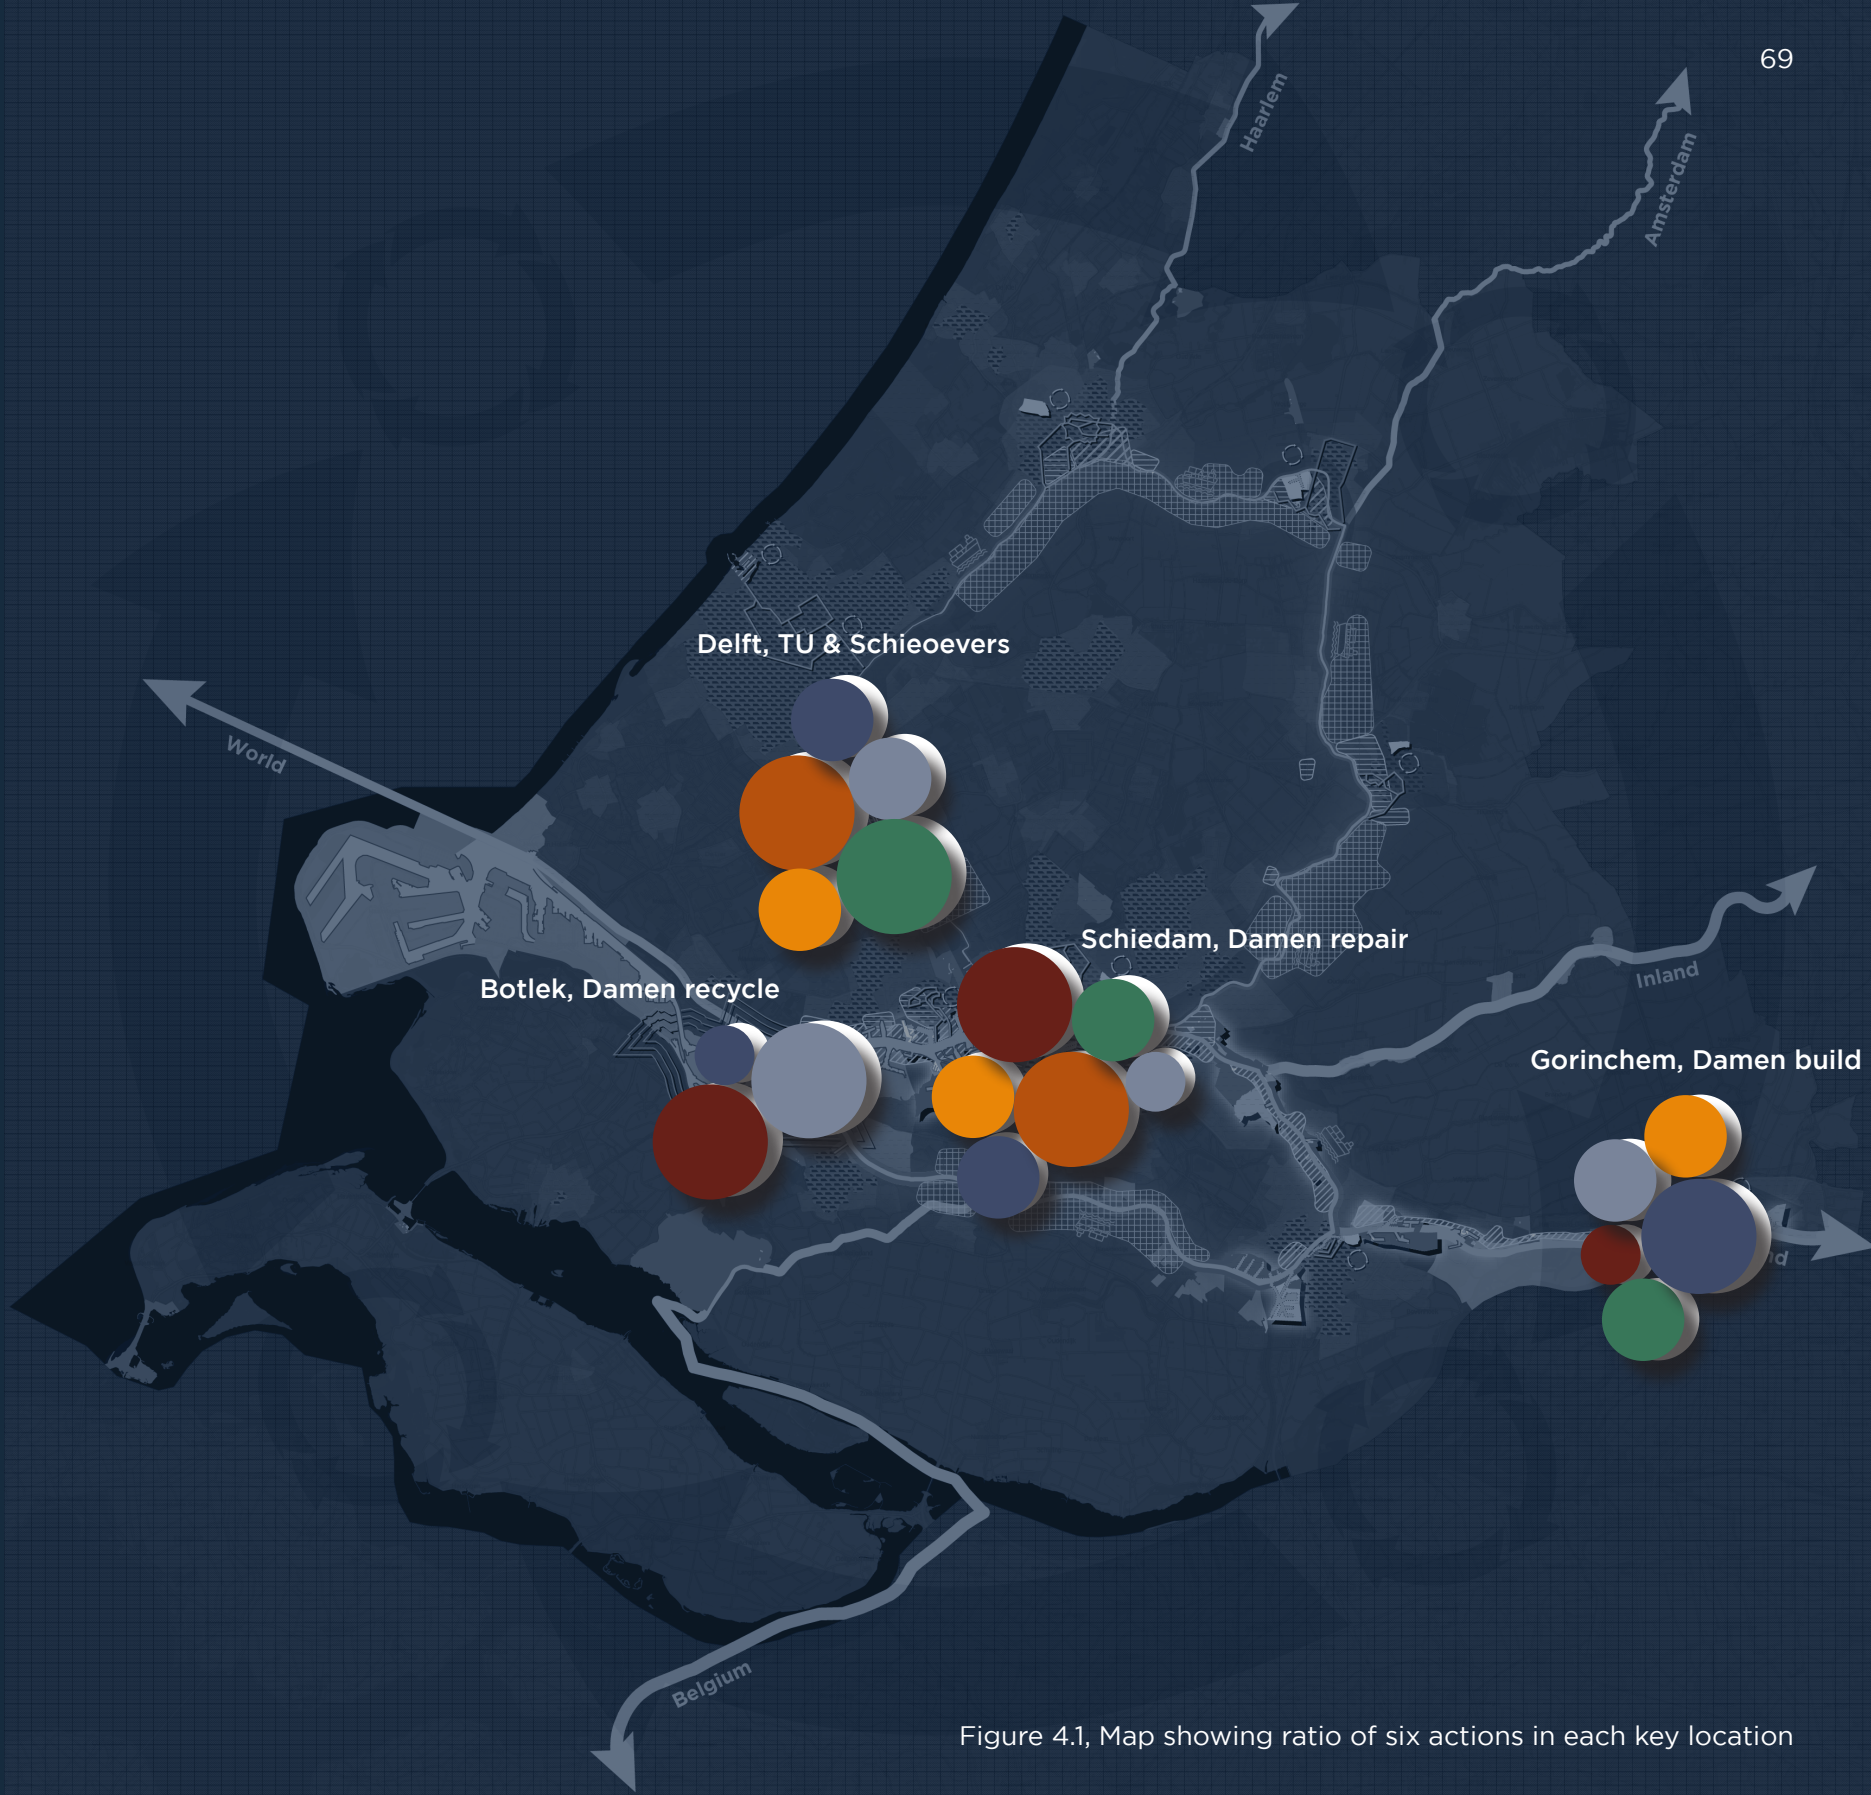 69
Haarlem
Amsterdam
Delft, TU & Schieoevers
World
Schiedam, Damen repair
Inland
Botlek, Damen recycle
Gorinchem, Damen build
Belgium
Figure 4.1, Map showing ratio of six actions in each key location